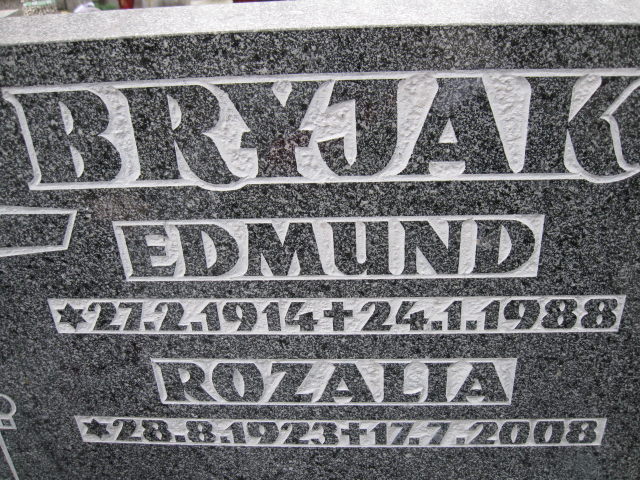 BRYJAK
EDMUND
★27.2.1914✝24.1.1988
ROZALIA
★28.8.1923✝17.7.2008